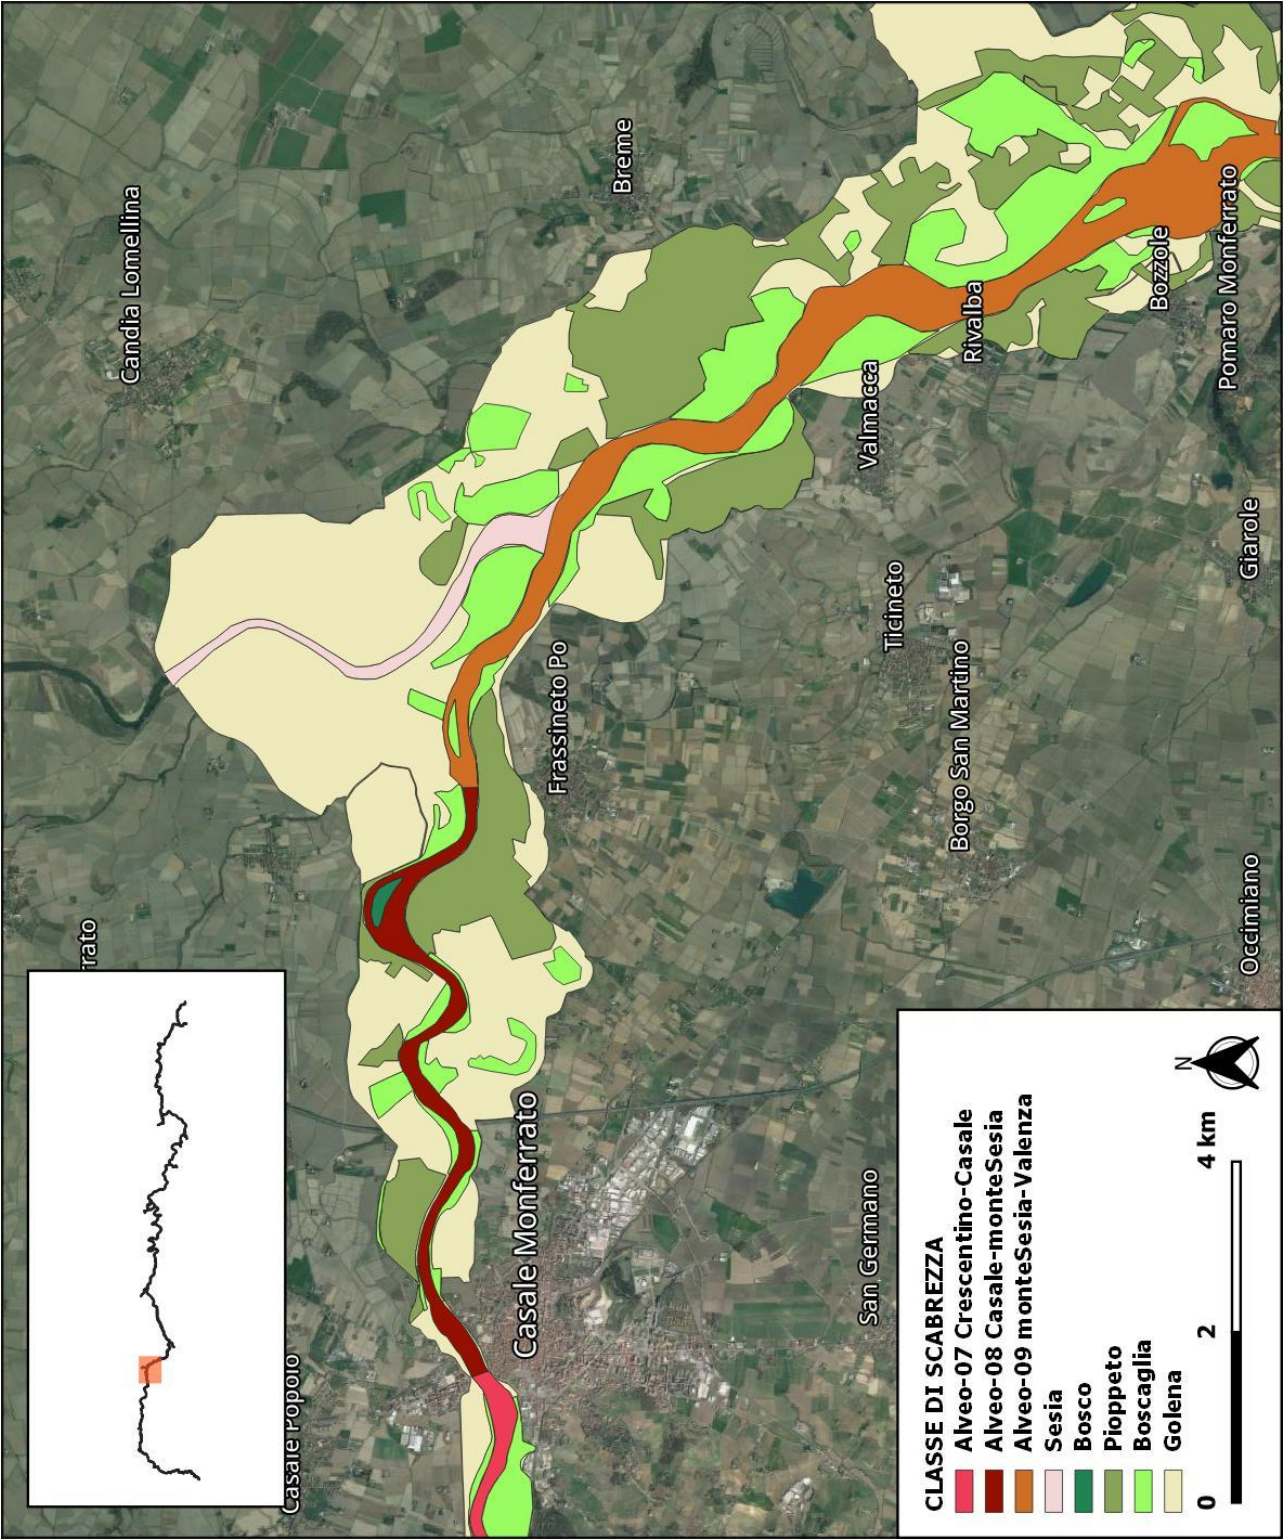 Candia Lomellina
rrato
Breme
Casale Popolo
Frassineto Po
Casale Monferrato
Valmacca
Rivalba
Ticineto
Borgo San Martino
Bozzole
Pomaro Monferrato
Giarole
Occimiano
San Germano
CLASSE DI SCABREZZA
Alveo-07 Crescentino-Casale
Alveo-08 Casale-monteSesia
Alveo-09 monteSesia-Valenza
Sesia
Bosco
Pioppeto
Boscaglia
Golena
N
0 2 4 km